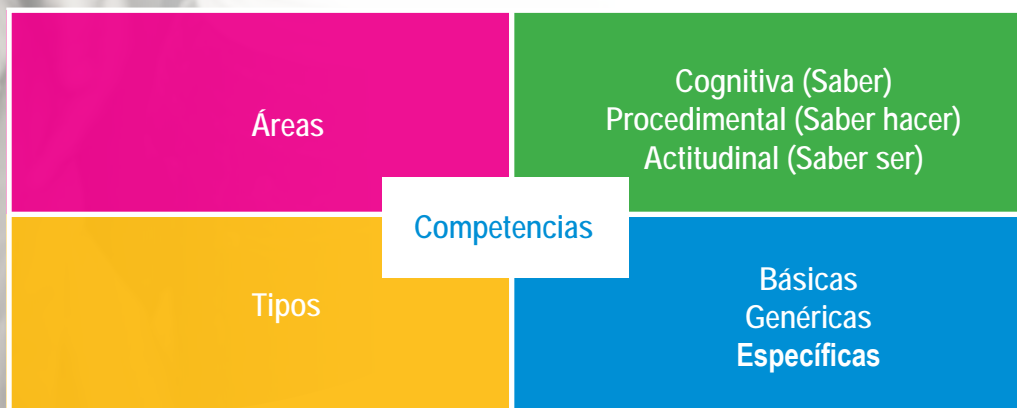 Áreas
Cognitiva (Saber)
Procedimental (Saber hacer)
Actitudinal (Saber ser)
Competencias
Tipos
Básicas
Genéricas
Específicas